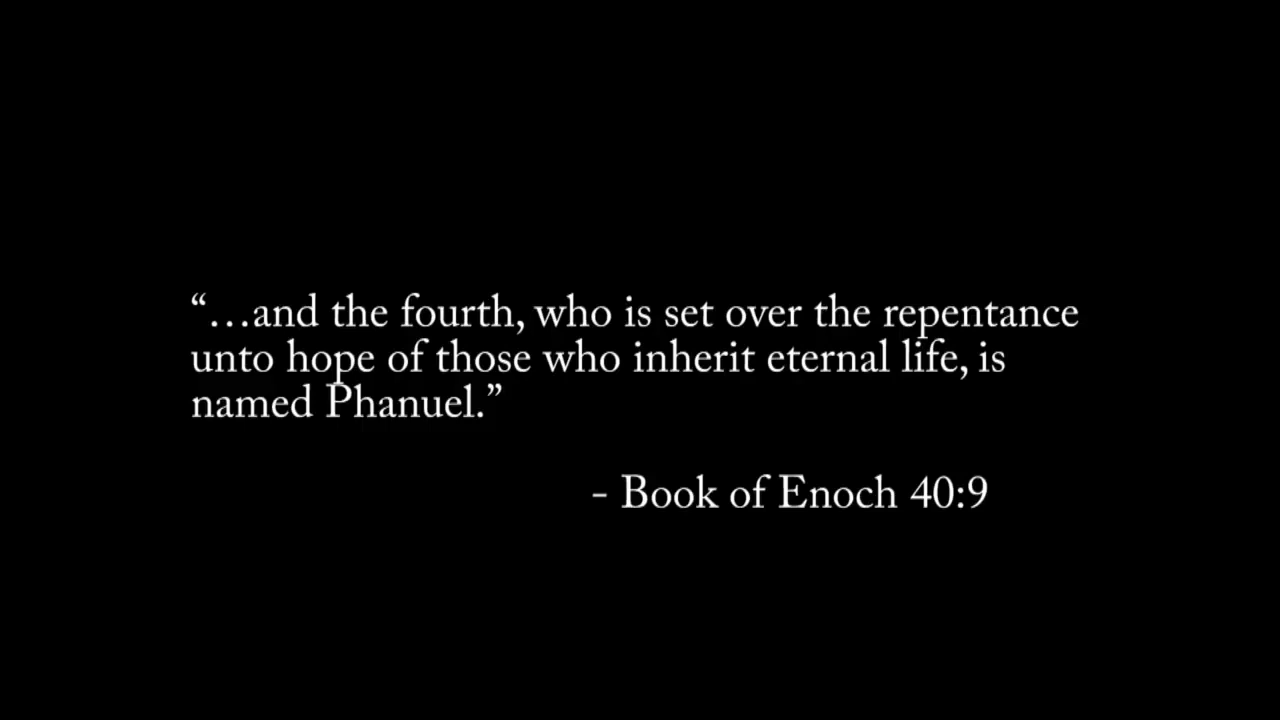 “…and the fourth, who is set over the repentance
unto hope of those who inherit eternal life, is
named Phanuel.”
- Book of Enoch 40:9